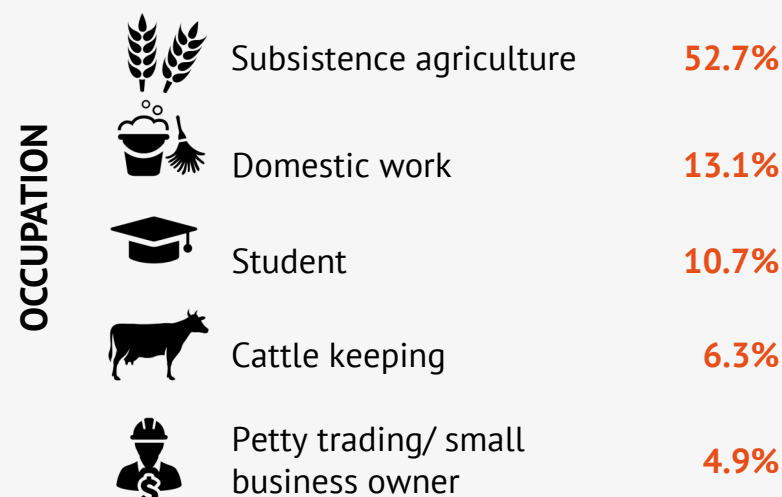 OCCUPATION
Subsistence agriculture 52.7%
Domestic work 13.1%
Student 10.7%
Cattle keeping 6.3%
Petty trading/ small
business owner 4.9%
$